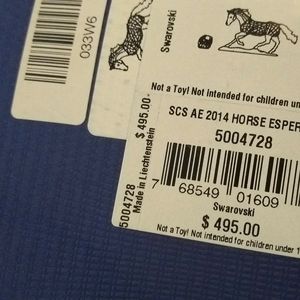 033W6
Swarovski
Not a Toy! Not intended for children und
$ 495.00
Made in Liechtenstein
5004728
SCS AE 2014 HORSE ESPER
5004728
7 68549 01609
Swarovski
$ 495.00
Not a Toy! Not intended for children under 1